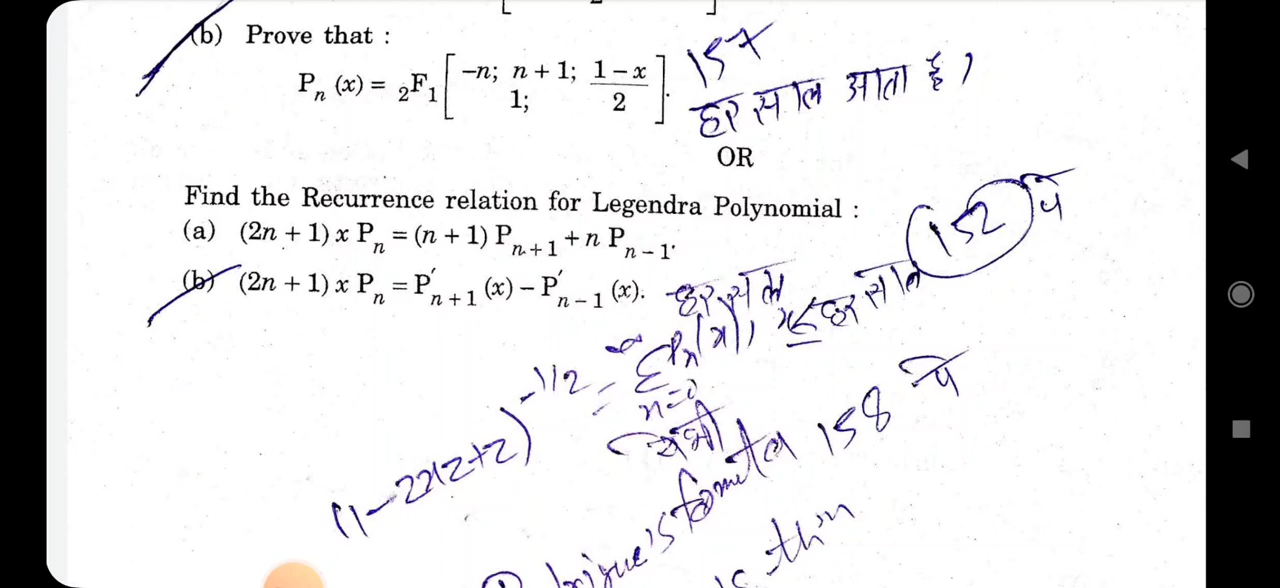 (b) Prove that :
Pₙ (x) = ₂F₁ [ -n; n + 1; 1 - x / 2
1; ].
157
हर साल आता है,
OR
Find the Recurrence relation for Legendra Polynomial :
(a) (2n + 1) x Pₙ = (n + 1) Pₙ₊₁ + n Pₙ₋₁.
152 पे
(b) (2n + 1) x Pₙ = P′ₙ₊₁ (x) – P′ₙ₋₁ (x).
हर साल
हर साल
-1/2 = ∞ Σ n=0 Pn(x),
(1-2xz+z)
158 पे